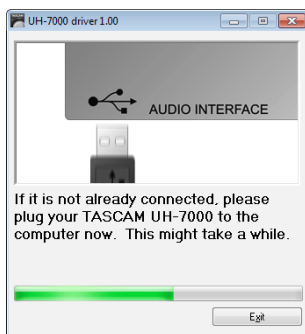 UH-7000 driver 1.00
AUDIO INTERFACE
If it is not already connected, please
plug your TASCAM UH-7000 to the
computer now.  This might take a while.
Exit